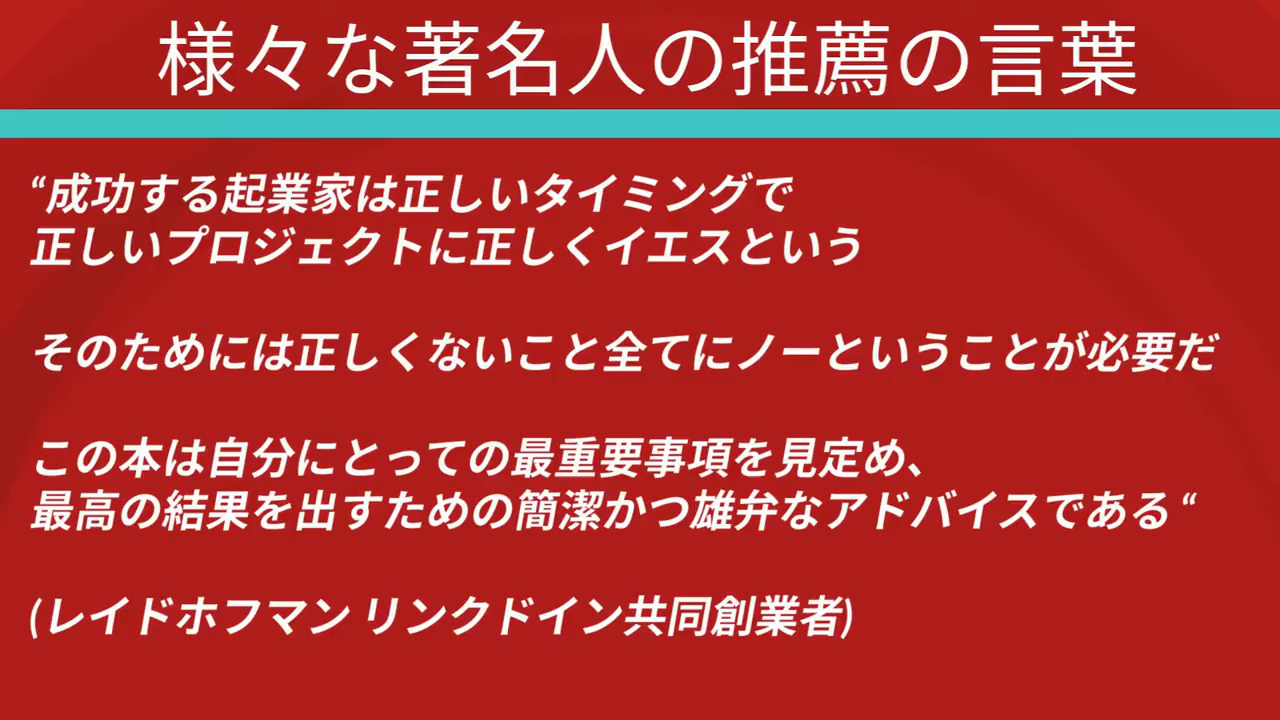 様々な著名人の推薦の言葉
“成功する起業家は正しいタイミングで
正しいプロジェクトに正しくイエスという
そのためには正しくないこと全てにノーということが必要だ
この本は自分にとっての最重要事項を見定め、
最高の結果を出すための簡潔かつ雄弁なアドバイスである “
(レイドホフマン リンクドイン共同創業者)